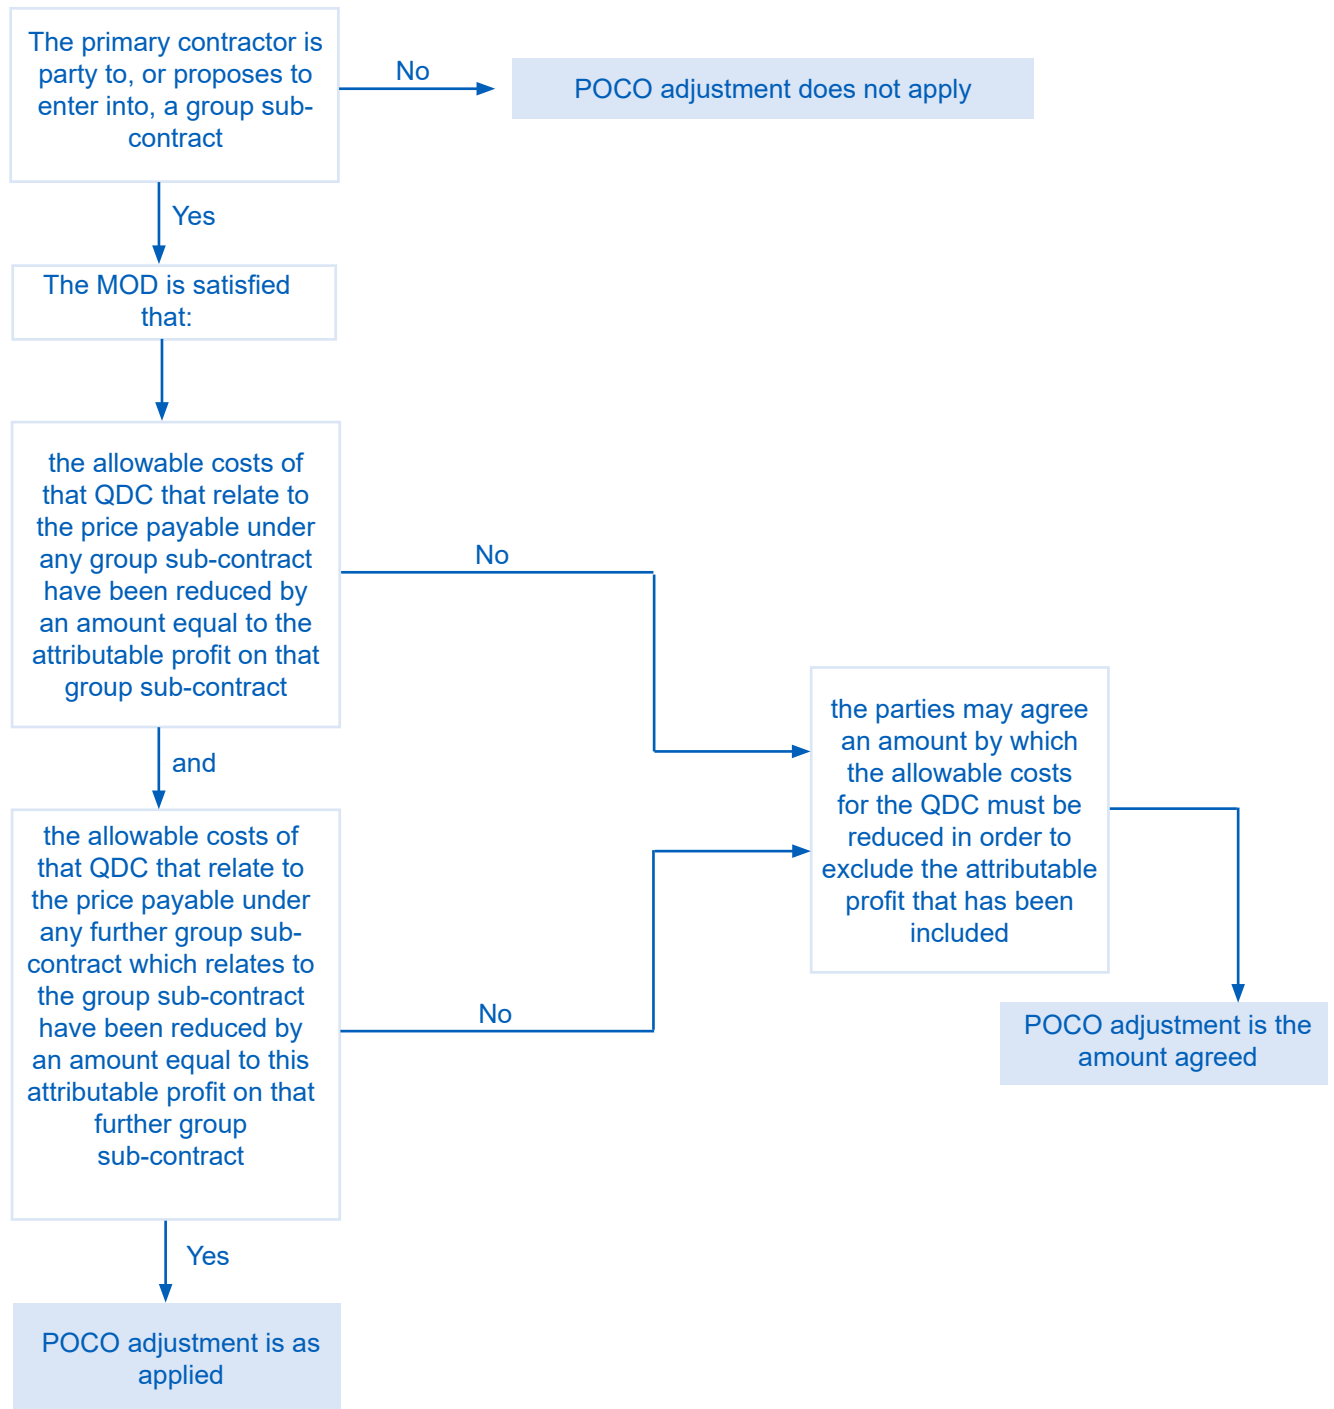 The primary contractor is
party to, or proposes to
enter into, a group sub-
contract
No
POCO adjustment does not apply
Yes
The MOD is satisfied
that:
the allowable costs of
that QDC that relate to
the price payable under
any group sub-contract
have been reduced by
an amount equal to the
attributable profit on that
group sub-contract
No
and
the allowable costs of
that QDC that relate to
the price payable under
any further group sub-
contract which relates to
the group sub-contract
have been reduced by
an amount equal to this
attributable profit on that
further group
sub-contract
No
the parties may agree
an amount by which
the allowable costs
for the QDC must be
reduced in order to
exclude the attributable
profit that has been
included
POCO adjustment is the
amount agreed
Yes
POCO adjustment is as
applied